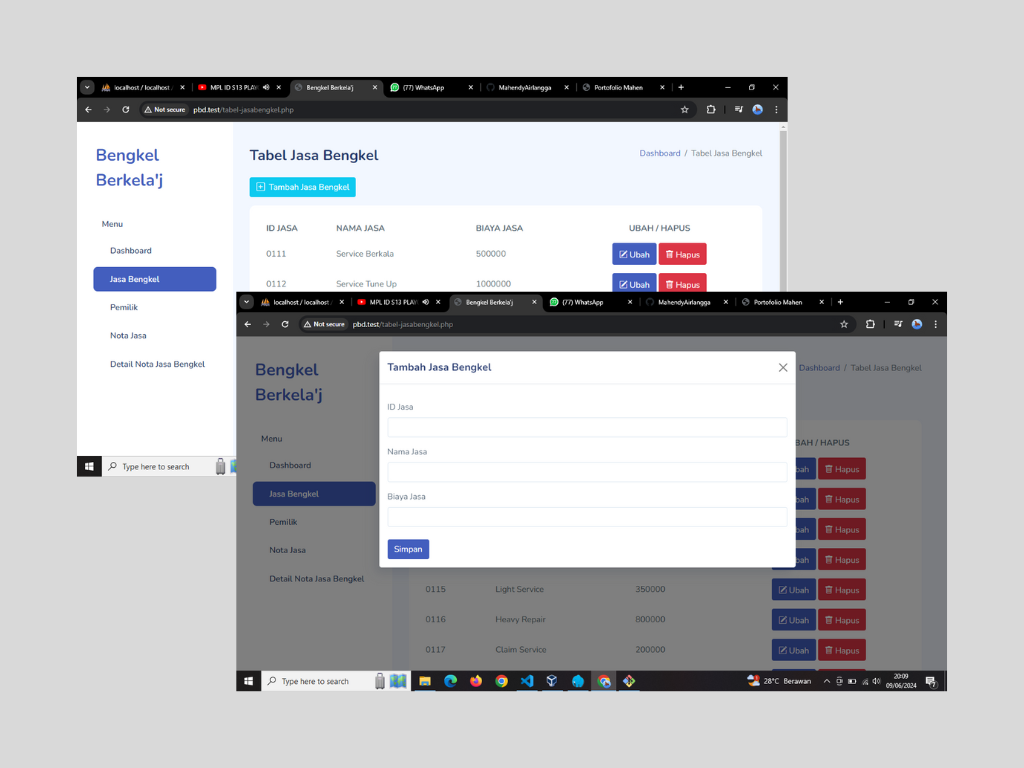 localhost / localhost
MPL ID S13 PLAY
Bengkel Berkela'j
(77) WhatsApp
MahendyAirlangga
Portofolio Mahen
Not secure
pbd.test/tabel-jasabengkel.php
Bengkel
Berkela'j
Menu
Dashboard
Jasa Bengkel
Pemilik
Nota Jasa
Detail Nota Jasa Bengkel
Tabel Jasa Bengkel
Dashboard / Tabel Jasa Bengkel
Tambah Jasa Bengkel
ID JASA NAMA JASA BIAYA JASA UBAH / HAPUS
0111 Service Berkala 500000 Ubah Hapus
0112 Service Tune Up 1000000 Ubah Hapus
Type here to search
localhost / localhost
MPL ID S13 PLAY
Bengkel Berkela'j
(77) WhatsApp
MahendyAirlangga
Portofolio Mahen
Not secure
pbd.test/tabel-jasabengkel.php
Bengkel
Berkela'j
Menu
Dashboard
Jasa Bengkel
Pemilik
Nota Jasa
Detail Nota Jasa Bengkel
Dashboard / Tabel Jasa Bengkel
Tambah Jasa Bengkel
ID Jasa
Nama Jasa
Biaya Jasa
Simpan
BAH / HAPUS
bah Hapus
bah Hapus
bah Hapus
bah Hapus
0115 Light Service 350000 Ubah Hapus
0116 Heavy Repair 800000 Ubah Hapus
0117 Claim Service 200000 Ubah Hapus
Type here to search
28°C Berawan
20:09
09/06/2024